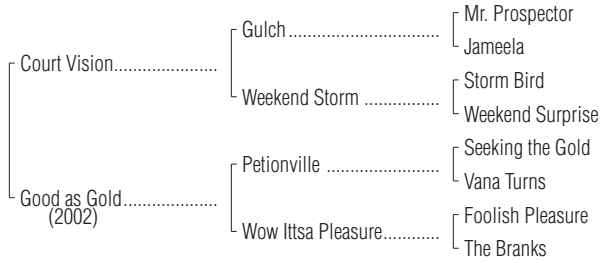 Mr. Prospector
Gulch
Jameela
Court Vision
Storm Bird
Weekend Storm
Weekend Surprise
Seeking the Gold
Petionville
Vana Turns
Good as Gold
(2002)
Foolish Pleasure
Wow Ittsa Pleasure
The Branks